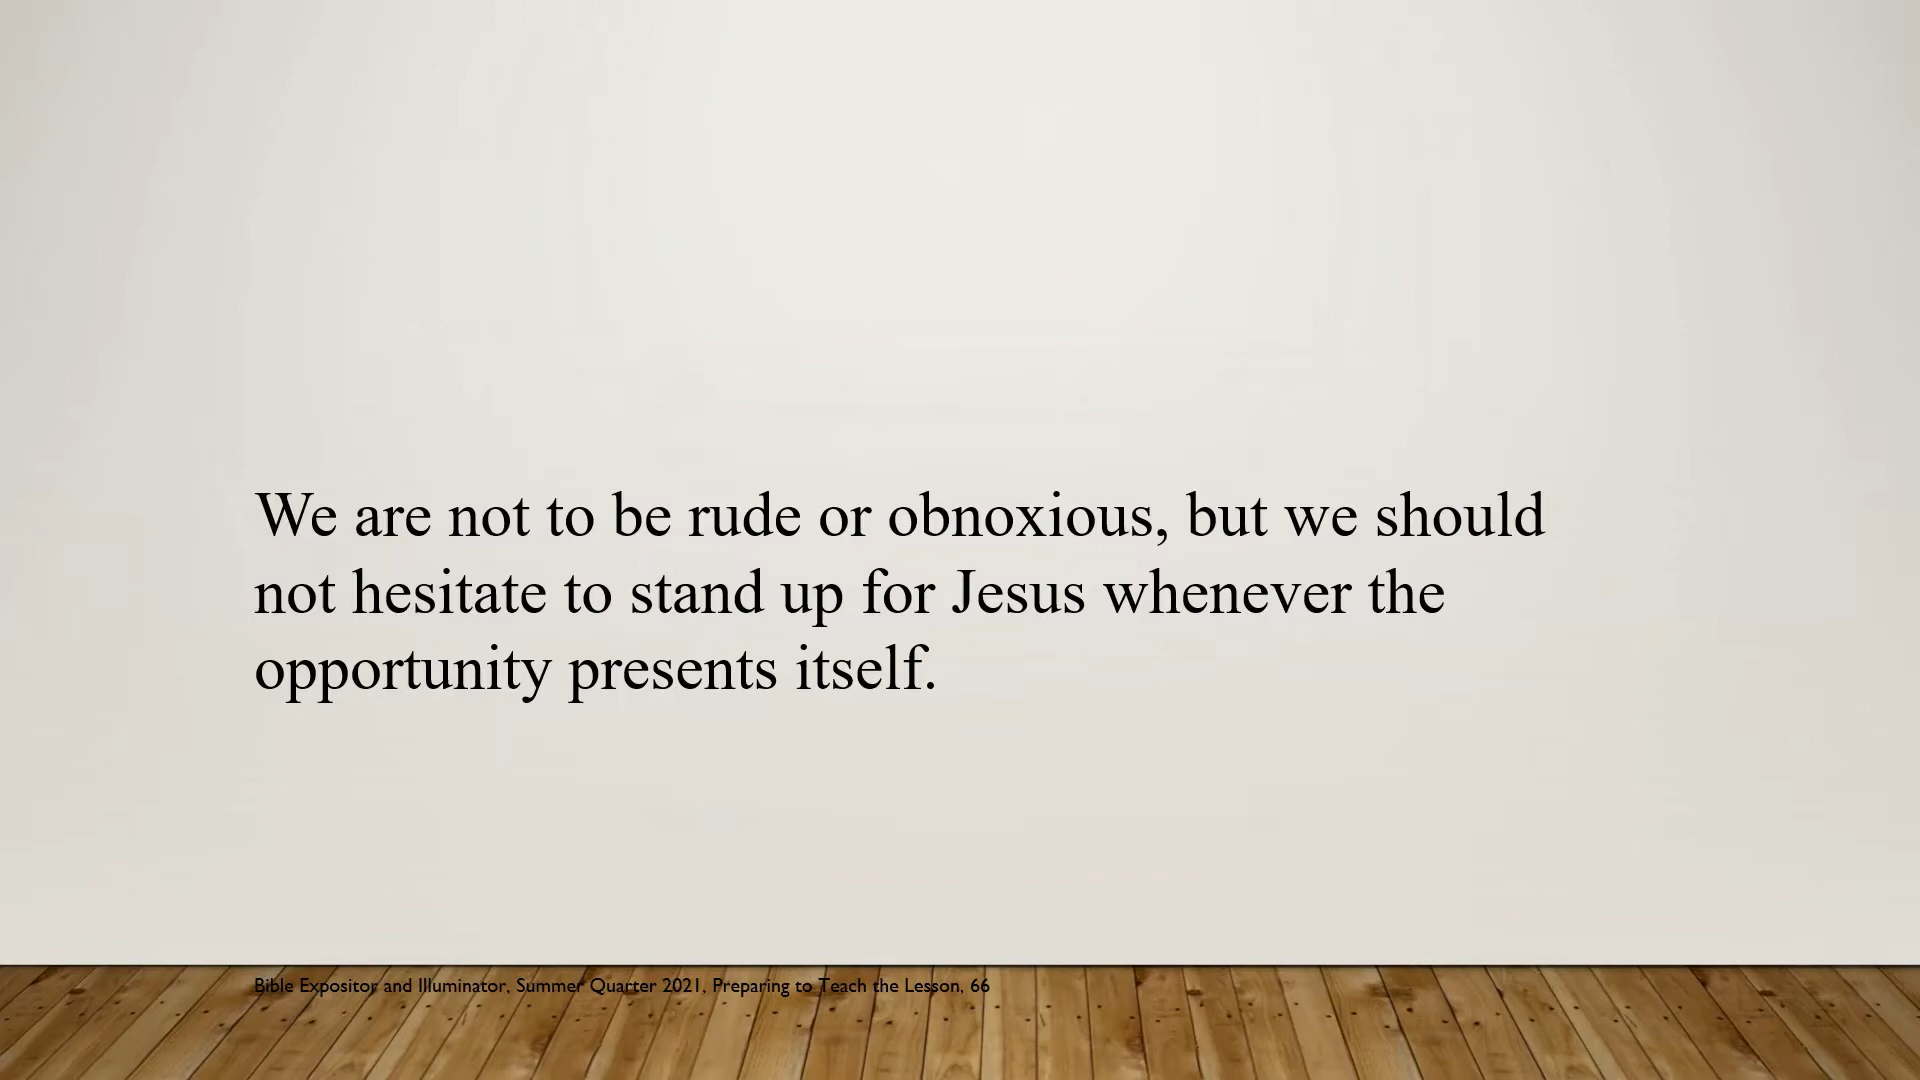 We are not to be rude or obnoxious, but we should
not hesitate to stand up for Jesus whenever the
opportunity presents itself.
Bible Expositor and Illuminator, Summer Quarter 2021, Preparing to Teach the Lesson, 66